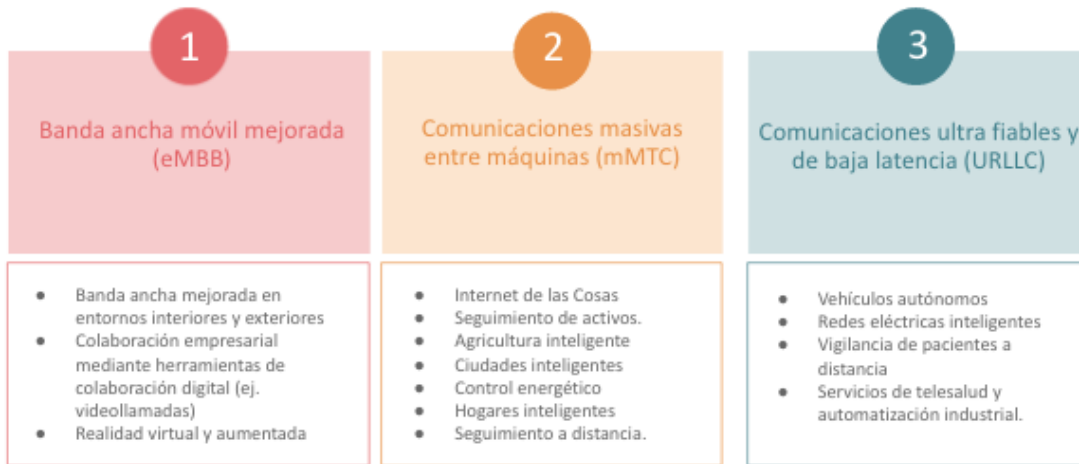 1
Banda ancha móvil mejorada
(eMBB)
● Banda ancha mejorada en
entornos interiores y exteriores
● Colaboración empresarial
mediante herramientas de
colaboración digital (ej.
videollamadas)
● Realidad virtual y aumentada
2
Comunicaciones masivas
entre máquinas (mMTC)
● Internet de las Cosas
● Seguimiento de activos.
● Agricultura inteligente
● Ciudades inteligentes
● Control energético
● Hogares inteligentes
● Seguimiento a distancia.
3
Comunicaciones ultra fiables y
de baja latencia (URLLC)
● Vehículos autónomos
● Redes eléctricas inteligentes
● Vigilancia de pacientes a
distancia
● Servicios de telesalud y
automatización industrial.